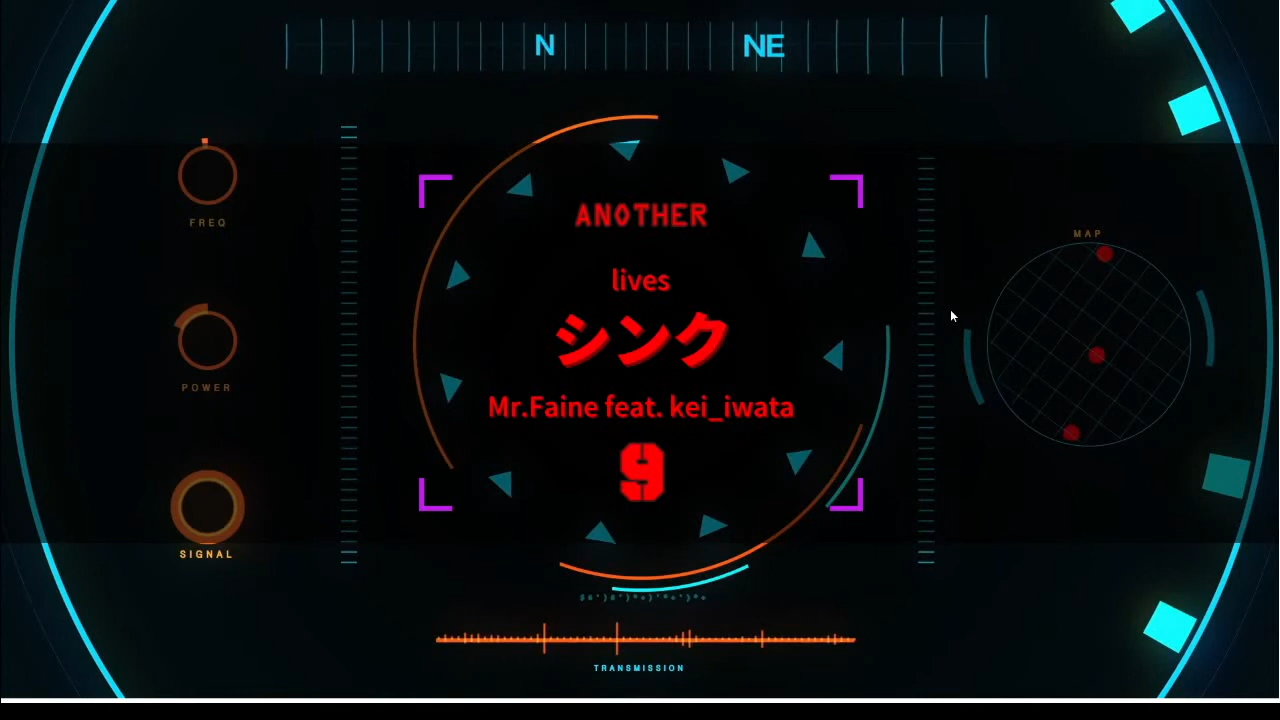 N NE
FREQ
POWER
SIGNAL
ANOTHER
lives
シンク
Mr.Faine feat. kei_iwata
9
MAP
TRANSMISSION